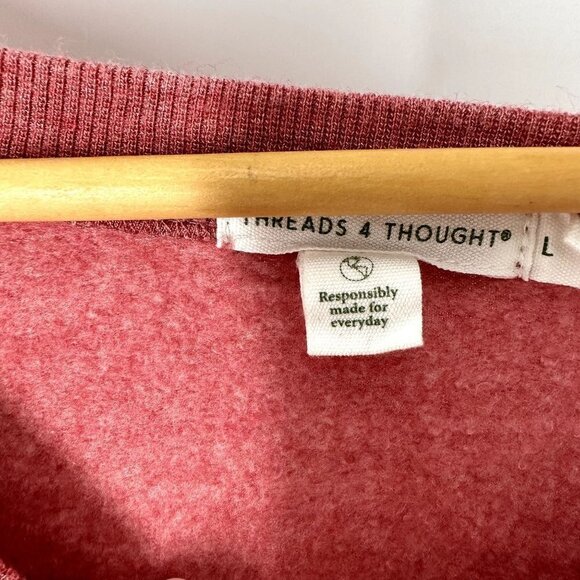 THREADS 4 THOUGHT®
L
Responsibly
made for
everyday